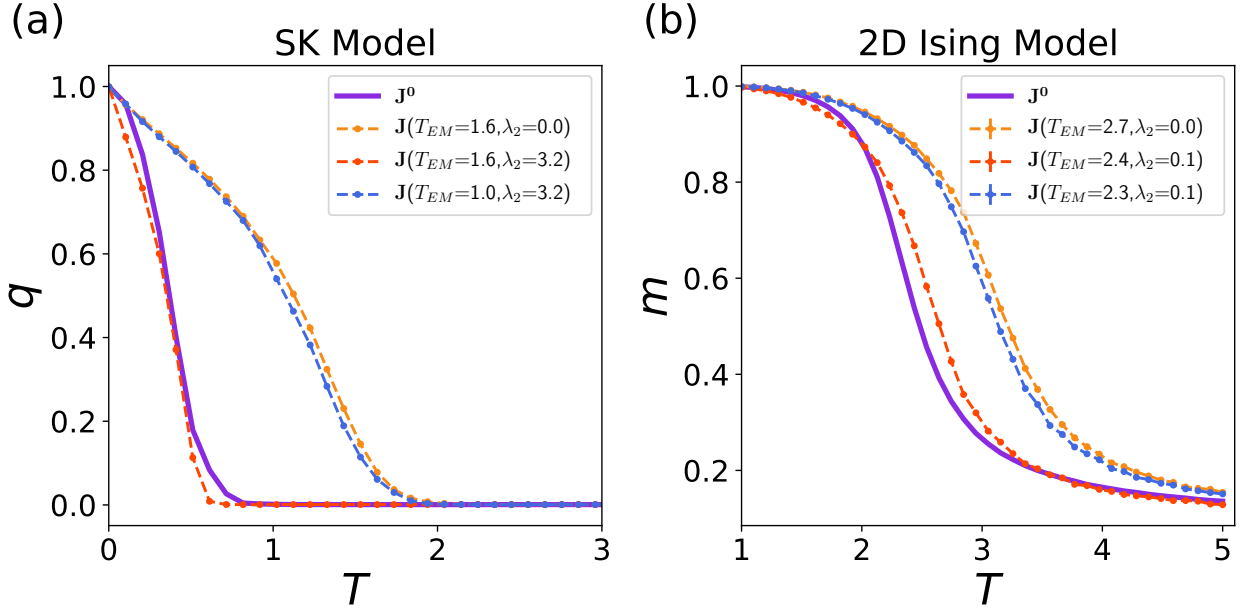 (a)
SK Model
q
1.0
0.8
0.6
0.4
0.2
0.0
0
1
2
3
T
J⁰
J(T_EM=1.6,λ₂=0.0)
J(T_EM=1.6,λ₂=3.2)
J(T_EM=1.0,λ₂=3.2)
(b)
2D Ising Model
m
1.0
0.8
0.6
0.4
0.2
1
2
3
4
5
T
J⁰
J(T_EM=2.7,λ₂=0.0)
J(T_EM=2.4,λ₂=0.1)
J(T_EM=2.3,λ₂=0.1)